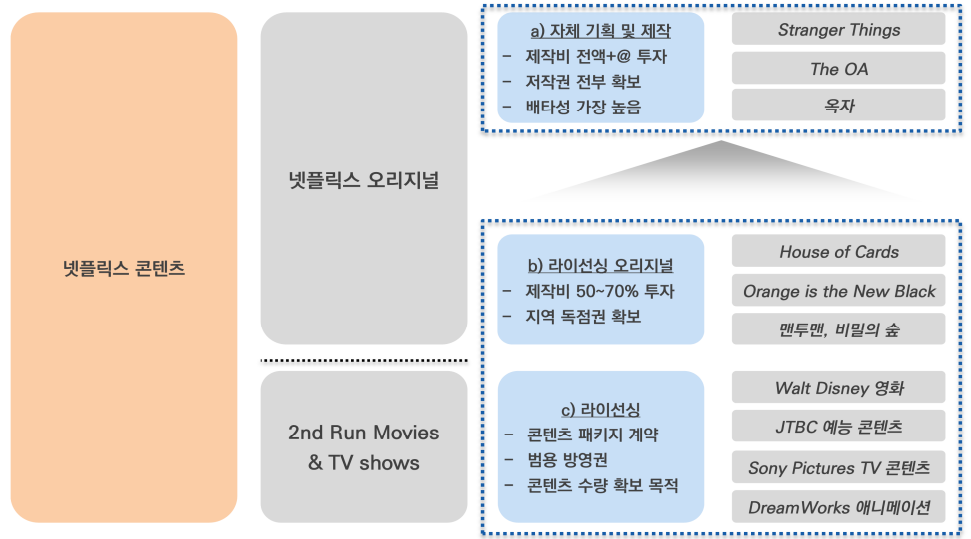 넷플릭스 콘텐츠
넷플릭스 오리지널
a) 자체 기획 및 제작
- 제작비 전액+@ 투자
- 저작권 전부 확보
- 배타성 가장 높음
Stranger Things
The OA
옥자
b) 라이선싱 오리지널
- 제작비 50~70% 투자
- 지역 독점권 확보
House of Cards
Orange is the New Black
맨투맨, 비밀의 숲
2nd Run Movies
& TV shows
c) 라이선싱
- 콘텐츠 패키지 계약
- 범용 방영권
- 콘텐츠 수량 확보 목적
Walt Disney 영화
JTBC 예능 콘텐츠
Sony Pictures TV 콘텐츠
DreamWorks 애니메이션